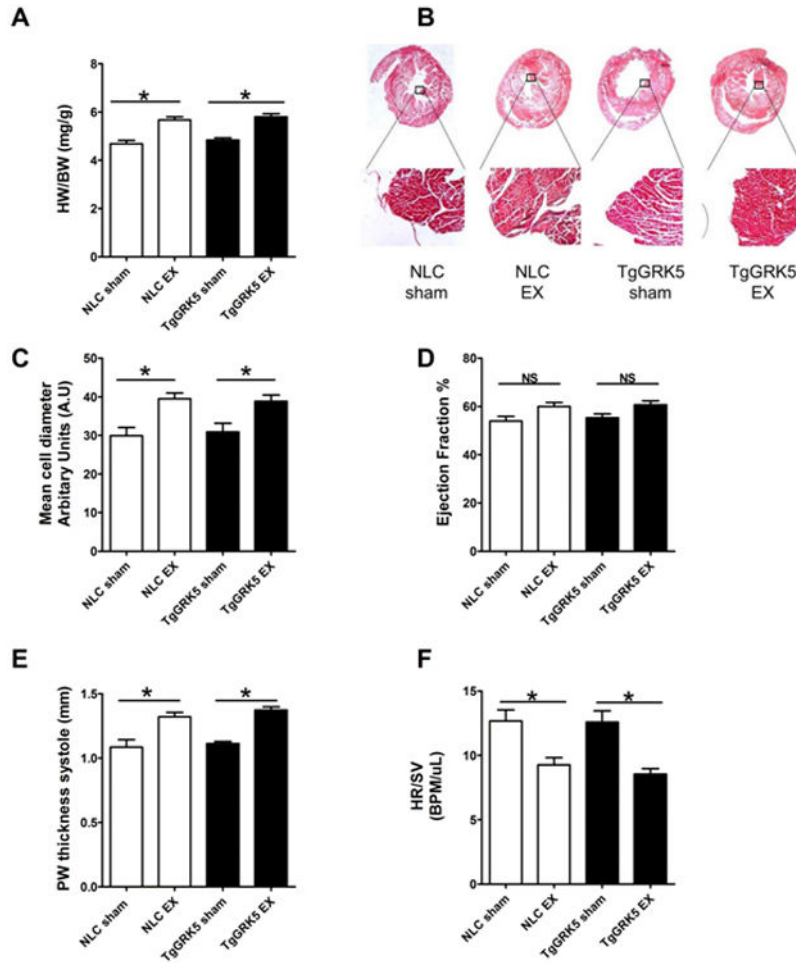 A
HW/BW (mg/g)
8
6
4
2
0
*
*
NLC sham
NLC EX
TgGRK5 sham
TgGRK5 EX
B
NLC
sham
NLC
EX
TgGRK5
sham
TgGRK5
EX
C
Mean cell diameter
Arbitary Units (A.U)
50
40
30
20
10
0
*
*
NLC sham
NLC EX
TgGRK5 sham
TgGRK5 EX
D
Ejection Fraction %
80
60
40
20
0
NS
NS
NLC sham
NLC EX
TgGRK5 sham
TgGRK5 EX
E
PW thickness systole (mm)
1.5
1.0
0.5
0.0
*
*
NLC sham
NLC EX
TgGRK5 sham
TgGRK5 EX
F
HR/SV
(BPM/uL)
15
10
5
0
*
*
NLC sham
NLC EX
TgGRK5 sham
TgGRK5 EX